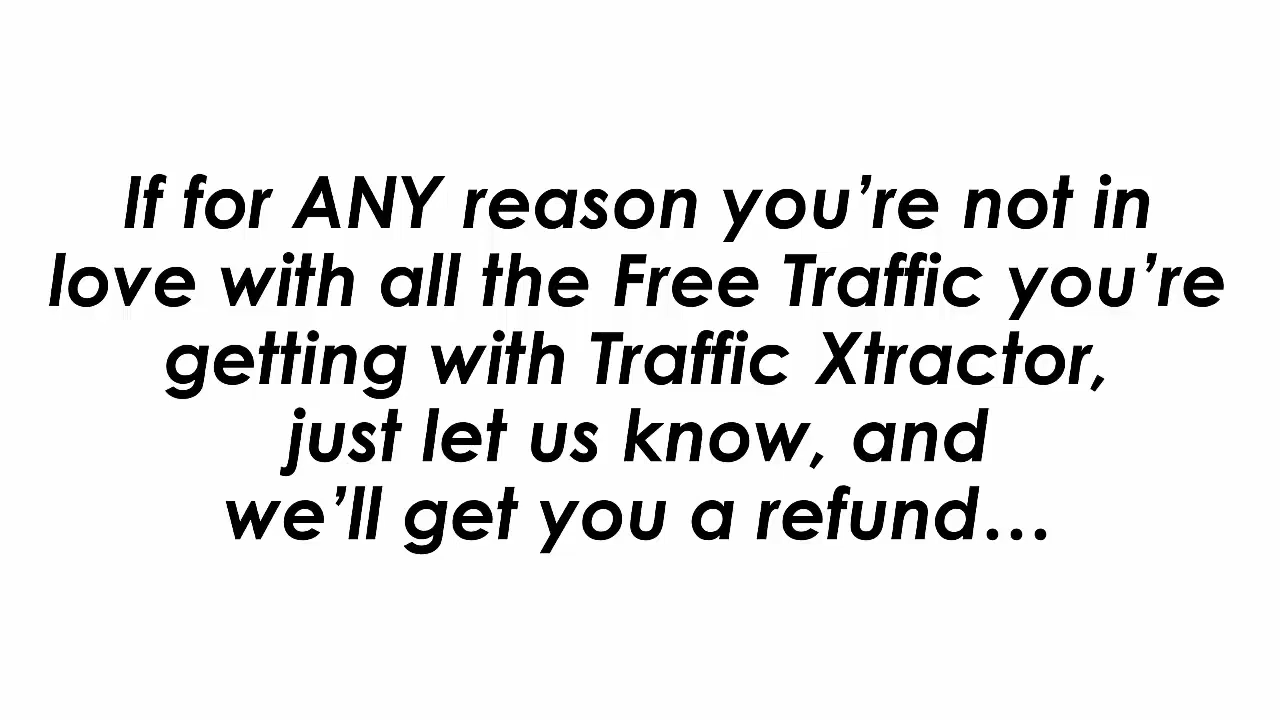 If for ANY reason you’re not in
love with all the Free Traffic you’re
getting with Traffic Xtractor,
just let us know, and
we’ll get you a refund...